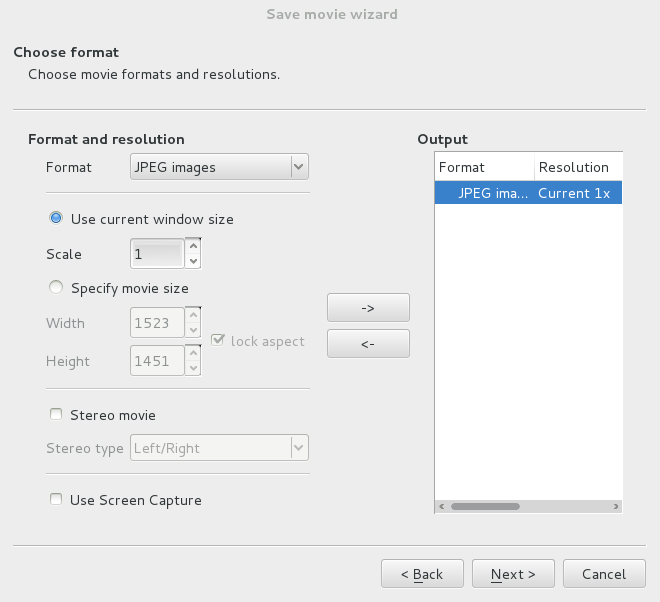 Save movie wizard
Choose format
Choose movie formats and resolutions.
Format and resolution
Format JPEG images
Use current window size
Scale 1
Specify movie size
Width 1523
lock aspect
Height 1451
Stereo movie
Stereo type Left/Right
Use Screen Capture
->
<-
Output
Format Resolution
JPEG ima... Current 1x
< Back Next > Cancel